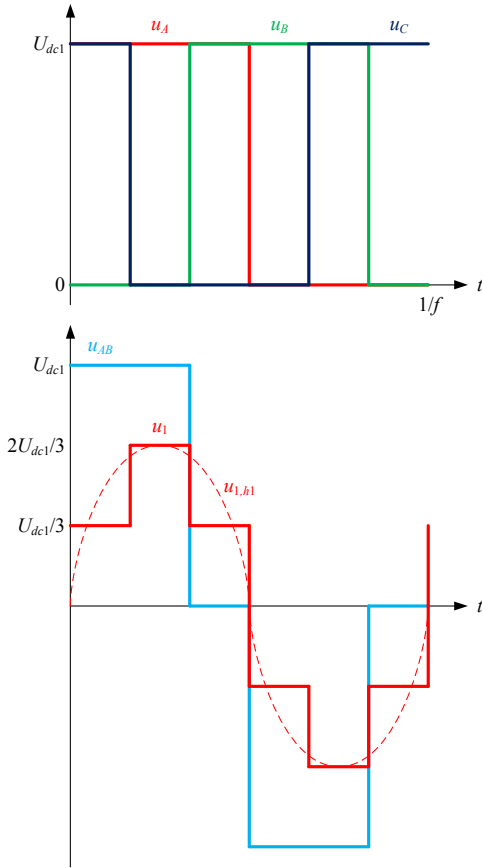 u_A u_B u_C
U_dc1
0
t
1/f
u_AB
U_dc1
2U_dc1/3
u_1
u_1,h1
U_dc1/3
t